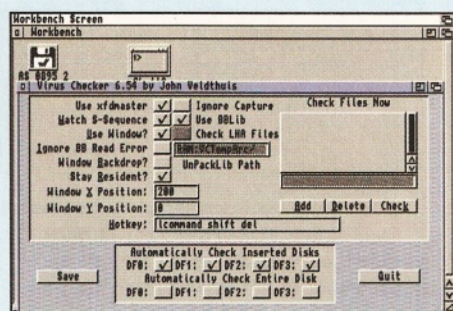 Workbench Screen
Workbench
AS 0895 2
Virus Checker 6.54 by John Veldthuis
Use xfdmaster
Ignore Capture
Check Files Now
Watch S-Sequence
Use BBLib
Use Window?
Check LHA Files
Ignore BB Read Error
RAM:VCTempArc/
Window Backdrop?
UnPackLib Path
Stay Resident?
Window X Position: 200
Window Y Position: 0
Add Delete Check
Hotkey: lcommand shift del
Automatically Check Inserted Disks
DF0: DF1: DF2: DF3:
Automatically Check Entire Disk
DF0: DF1: DF2: DF3:
Save
Quit